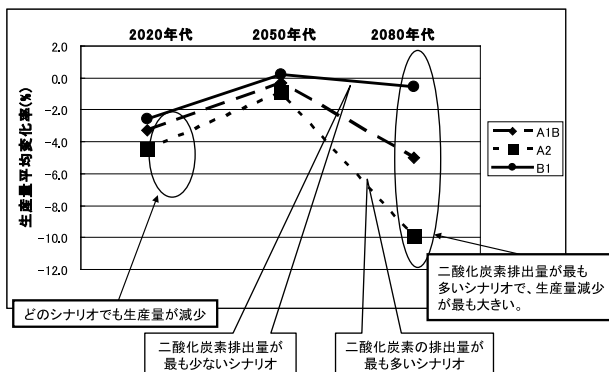 2020年代 2050年代 2080年代
生産量平均変化率(%)
2.0
0.0
−2.0
−4.0
−6.0
−8.0
−10.0
−12.0
A1B
A2
B1
どのシナリオでも生産量が減少
二酸化炭素排出量が
最も少ないシナリオ
二酸化炭素の排出量が
最も多いシナリオ
二酸化炭素排出量が最も
多いシナリオで、生産量減少
が最も大きい。